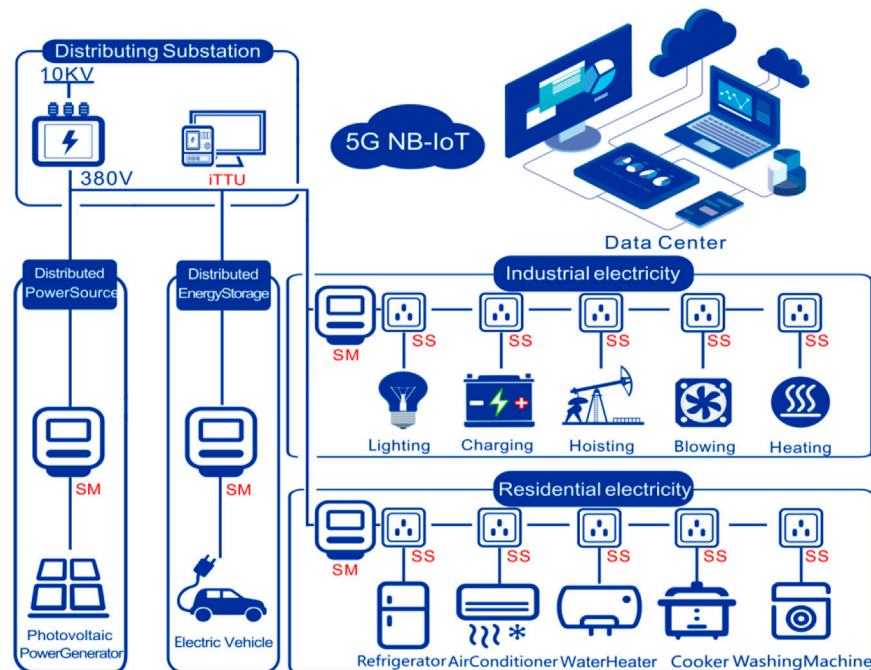 Distributing Substation
10KV
380V
iTTU
5G NB-IoT
Data Center
Distributed
PowerSource
SM
Photovoltaic
PowerGenerator
Distributed
EnergyStorage
SM
Electric Vehicle
Industrial electricity
SM
SS
SS
SS
SS
SS
Lighting
Charging
Hoisting
Blowing
Heating
Residential electricity
SM
SS
SS
SS
SS
SS
Refrigerator
AirConditioner
WaterHeater
Cooker
WashingMachine